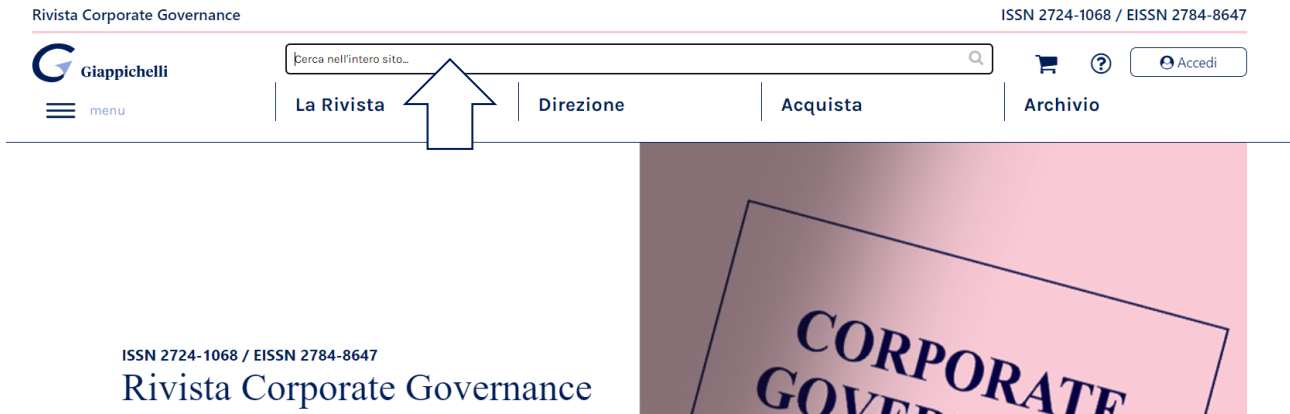 Rivista Corporate Governance
ISSN 2724-1068 / EISSN 2784-8647
Giappichelli
Cerca nell'intero sito...
Accedi
menu
La Rivista
Direzione
Acquista
Archivio
ISSN 2724-1068 / EISSN 2784-8647
Rivista Corporate Governance
CORPORATE